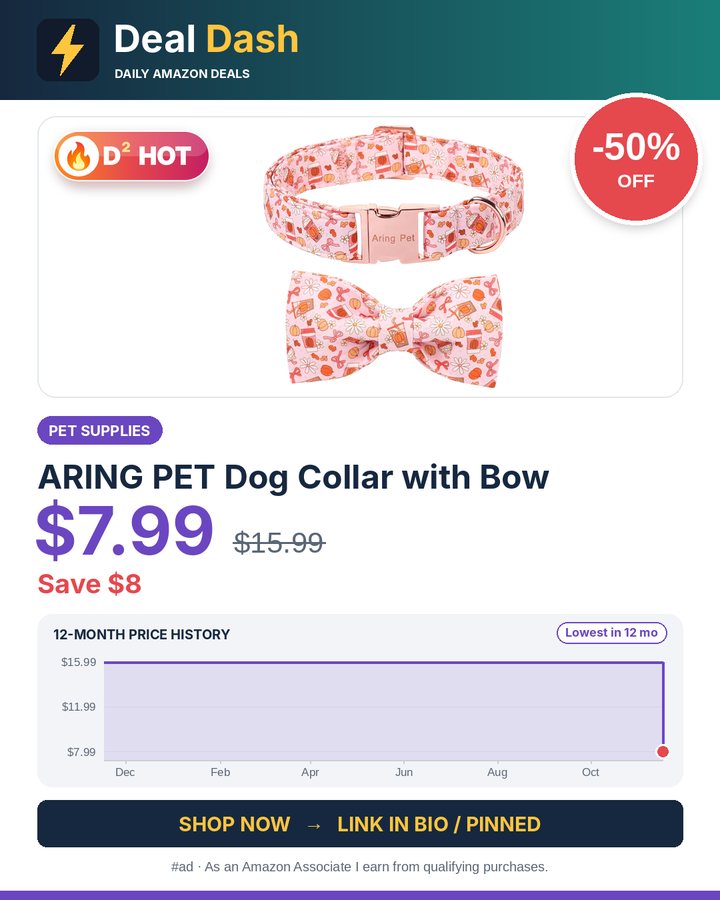 Deal Dash
DAILY AMAZON DEALS
D² HOT
-50%
OFF
Aring Pet
PET SUPPLIES
ARING PET Dog Collar with Bow
$7.99 $15.99
Save $8
12-MONTH PRICE HISTORY
Lowest in 12 mo
$15.99
$11.99
$7.99
Dec Feb Apr Jun Aug Oct
SHOP NOW → LINK IN BIO / PINNED
#ad · As an Amazon Associate I earn from qualifying purchases.